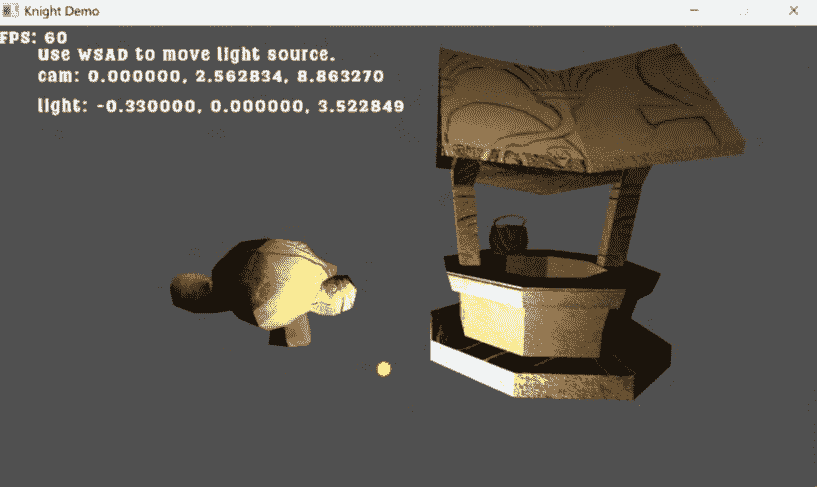 Knight Demo
FPS: 60
Use WSAD to move light source.
cam: 0.000000, 2.562834, 8.863270
light: -0.330000, 0.000000, 3.522849